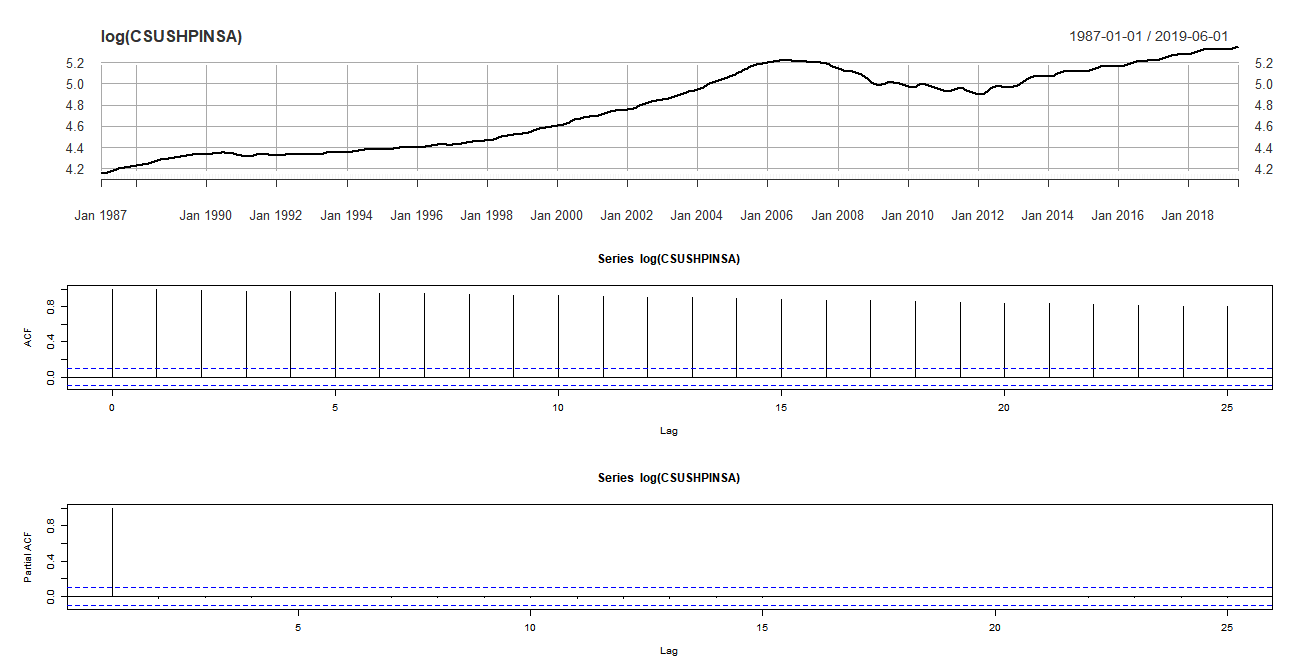 log(CSUSHPINSA) 1987-01-01 / 2019-06-01
5.2 5.2
5.0 5.0
4.8 4.8
4.6 4.6
4.4 4.4
4.2 4.2
Jan 1987 Jan 1990 Jan 1992 Jan 1994 Jan 1996 Jan 1998 Jan 2000 Jan 2002 Jan 2004 Jan 2006 Jan 2008 Jan 2010 Jan 2012 Jan 2014 Jan 2016 Jan 2018
Series log(CSUSHPINSA)
ACF
0.8
0.4
0.0
0 5 10 15 20 25
Lag
Series log(CSUSHPINSA)
Partial ACF
0.8
0.4
0.0
5 10 15 20 25
Lag